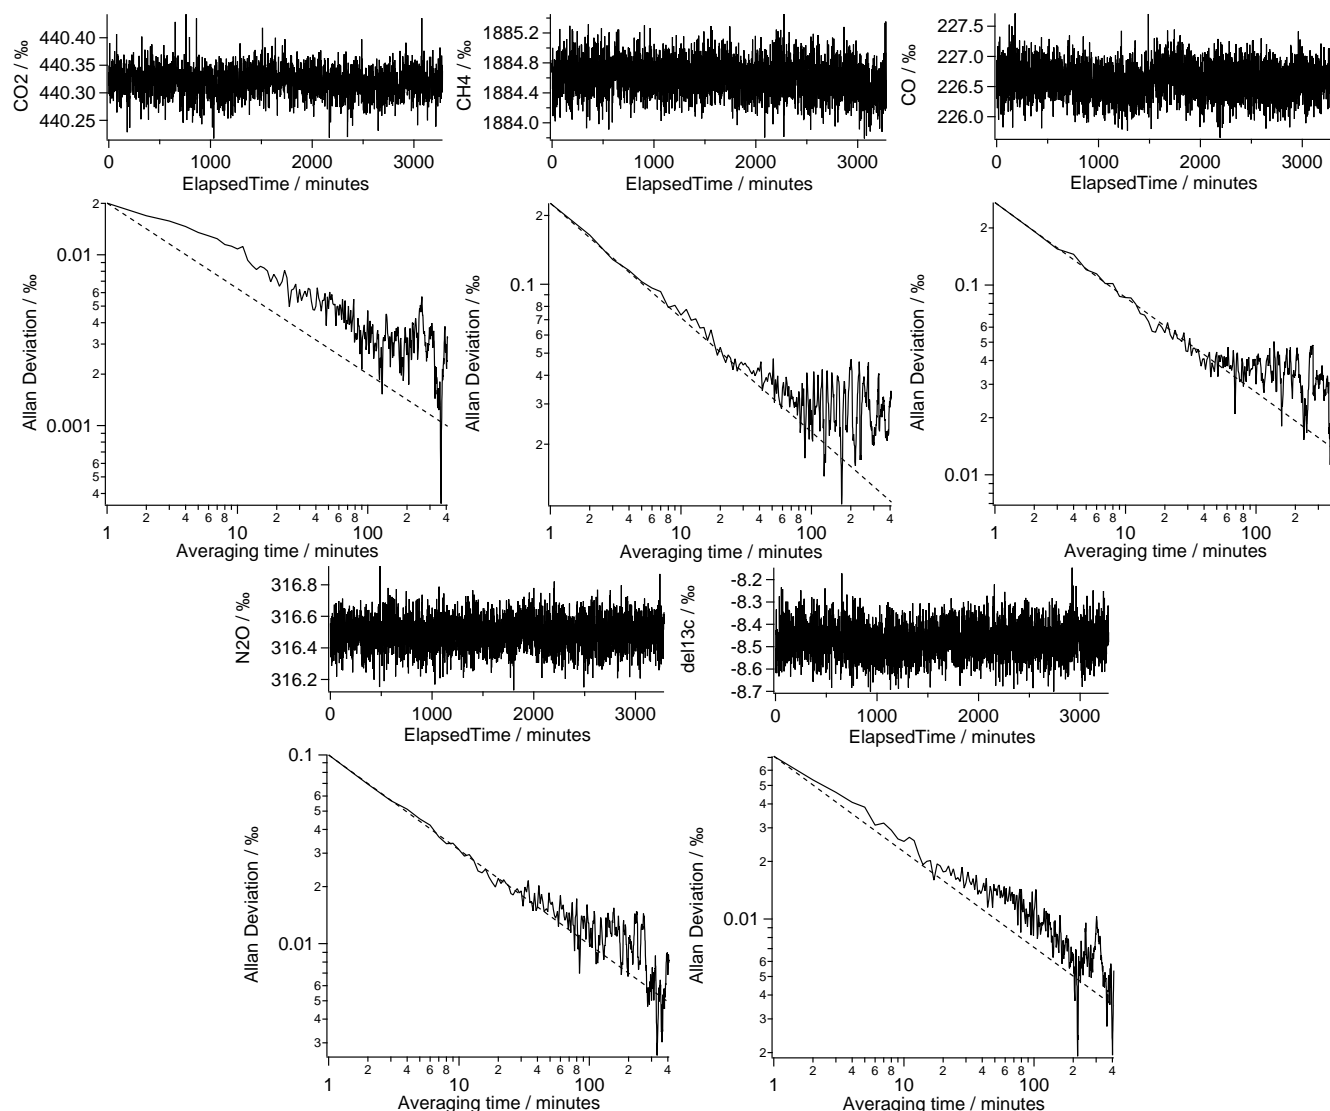 CO2 / ‰
440.40
440.35
440.30
440.25
0 1000 2000 3000
ElapsedTime / minutes
CH4 / ‰
1885.2
1884.8
1884.4
1884.0
0 1000 2000 3000
ElapsedTime / minutes
CO / ‰
227.5
227.0
226.5
226.0
0 1000 2000 3000
ElapsedTime / minutes
Allan Deviation / ‰
2
0.01
6
5
4
3
2
0.001
6
5
4
1 2 4 6 8 10 2 4 6 8 100 2 4
Averaging time / minutes
Allan Deviation / ‰
2
0.1
8
7
6
5
4
3
2
1 2 4 6 8 10 2 4 6 8 100 2 4
Averaging time / minutes
Allan Deviation / ‰
2
0.1
6
5
4
3
2
0.01
7
1 2 4 6 8 10 2 4 6 8 100 2
Averaging time / minutes
N2O / ‰
316.8
316.6
316.4
316.2
0 1000 2000 3000
ElapsedTime / minutes
del13c / ‰
-8.2
-8.3
-8.4
-8.5
-8.6
-8.7
0 1000 2000 3000
ElapsedTime / minutes
Allan Deviation / ‰
0.1
6
5
4
3
2
0.01
6
5
4
3
1 2 4 6 8 10 2 4 6 8 100 2 4
Averaging time / minutes
Allan Deviation / ‰
6
5
4
3
2
0.01
6
5
4
3
2
1 2 4 6 8 10 2 4 6 8 100 2 4
Averaging time / minutes